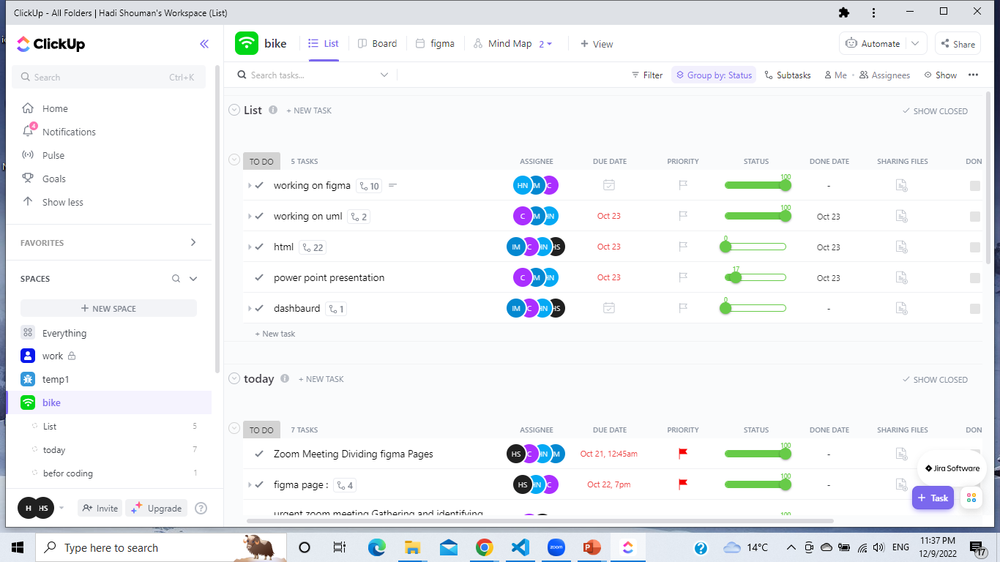 ClickUp - All Folders | Hadi Shouman's Workspace (List)
ClickUp
Search Ctrl+K
Home
4
Notifications
Pulse
Goals
Show less
FAVORITES
SPACES
+ NEW SPACE
Everything
work
temp1
bike
List 5
today 7
befor coding 1
H HS Invite Upgrade ?
bike List Board figma Mind Map 2 + View Automate Share
Search tasks... Filter Group by: Status Subtasks Me Assignees Show
List + NEW TASK SHOW CLOSED
TO DO 5 TASKS ASSIGNEE DUE DATE PRIORITY STATUS DONE DATE SHARING FILES DON
working on figma 10 HN M C 100 -
working on uml 2 C M HN Oct 23 100 Oct 23
html 22 IM C HN HS Oct 23 0 Oct 23
power point presentation C M HN Oct 23 17 Oct 23
dashbaurd 1 IM C HN HS 0 -
+ New task
today + NEW TASK SHOW CLOSED
TO DO 7 TASKS ASSIGNEE DUE DATE PRIORITY STATUS DONE DATE SHARING FILES DON
Zoom Meeting Dividing figma Pages HS C HN M Oct 21, 12:45am 100 -
figma page : 4 HS HN C Oct 22, 7pm 100 -
urgent zoom meeting Gathering and identifying 100
Jira Software
+ Task
Type here to search zoom 14°C ENG 11:37 PM
12/9/2022 17